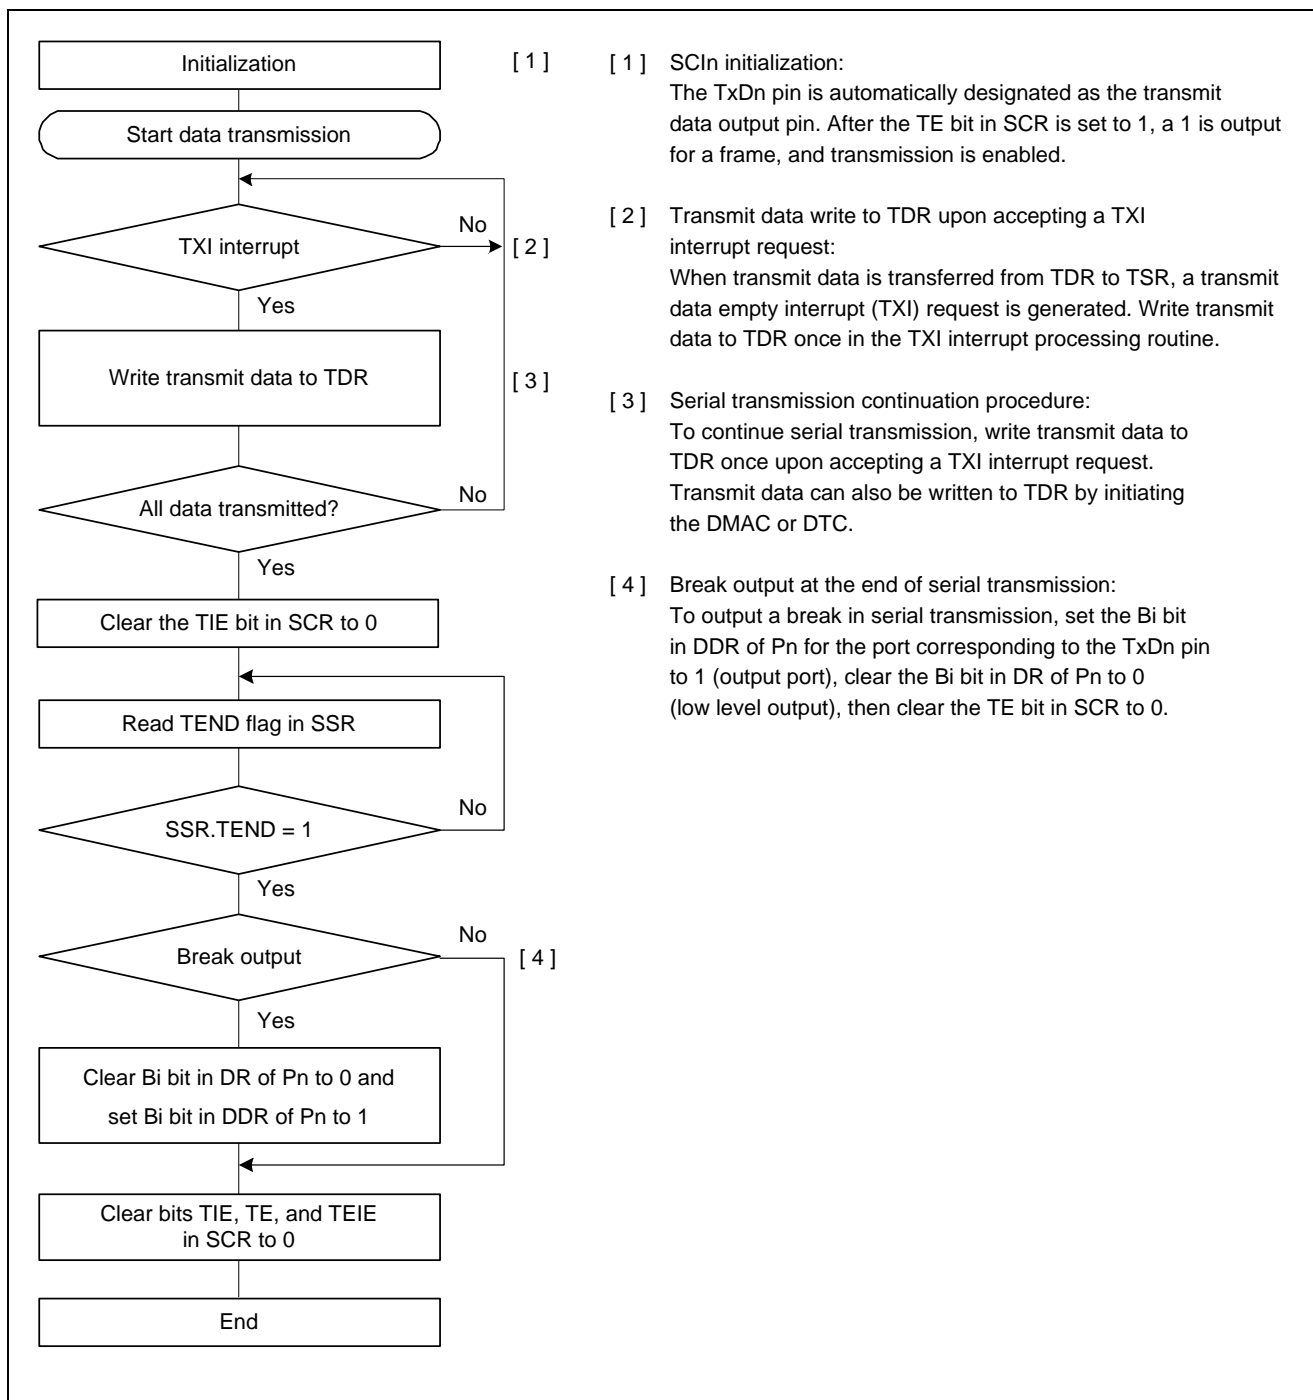 Initialization
[ 1 ]
Start data transmission
No
TXI interrupt
[ 2 ]
Yes
Write transmit data to TDR
[ 3 ]
No
All data transmitted?
Yes
Clear the TIE bit in SCR to 0
Read TEND flag in SSR
No
SSR.TEND = 1
Yes
No
Break output
[ 4 ]
Yes
Clear Bi bit in DR of Pn to 0 and
set Bi bit in DDR of Pn to 1
Clear bits TIE, TE, and TEIE
in SCR to 0
End
[ 1 ] SCIn initialization:
The TxDn pin is automatically designated as the transmit
data output pin. After the TE bit in SCR is set to 1, a 1 is output
for a frame, and transmission is enabled.
[ 2 ] Transmit data write to TDR upon accepting a TXI
interrupt request:
When transmit data is transferred from TDR to TSR, a transmit
data empty interrupt (TXI) request is generated. Write transmit
data to TDR once in the TXI interrupt processing routine.
[ 3 ] Serial transmission continuation procedure:
To continue serial transmission, write transmit data to
TDR once upon accepting a TXI interrupt request.
Transmit data can also be written to TDR by initiating
the DMAC or DTC.
[ 4 ] Break output at the end of serial transmission:
To output a break in serial transmission, set the Bi bit
in DDR of Pn for the port corresponding to the TxDn pin
to 1 (output port), clear the Bi bit in DR of Pn to 0
(low level output), then clear the TE bit in SCR to 0.